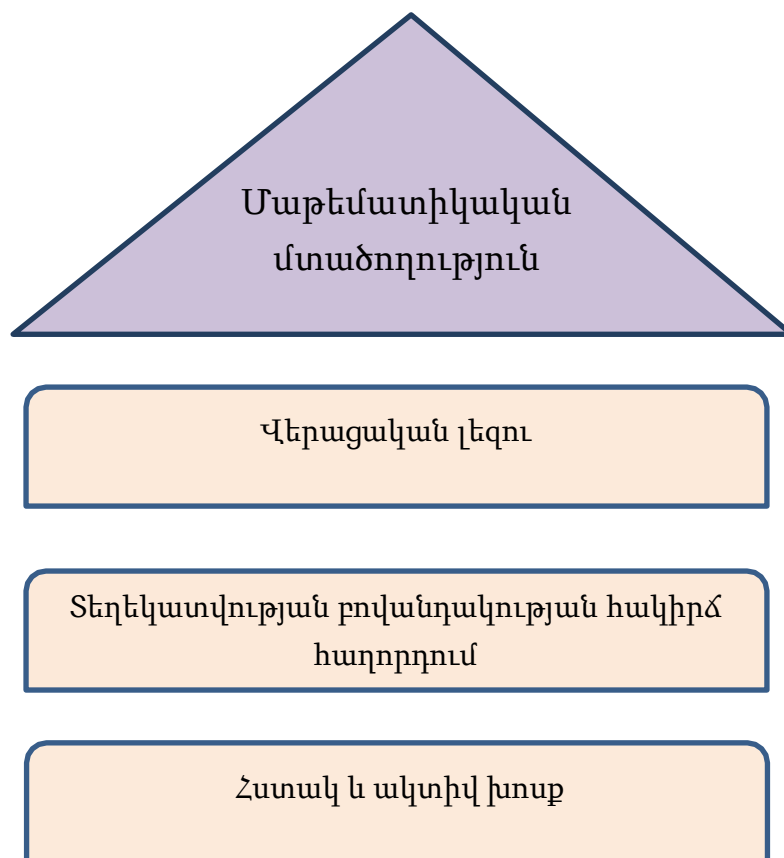 Մաթեմատիկական
մտածողություն
Վերացական լեզու
Տեղեկատվության բովանդակության հակիրճ
հաղորդում
Հստակ և ակտիվ խոսք